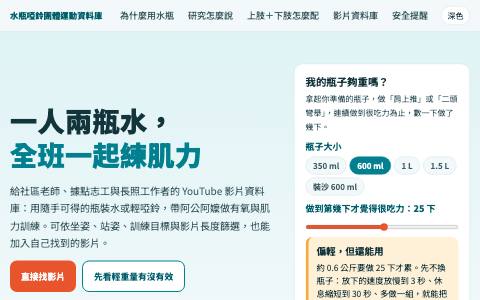 水瓶啞鈴團體運動資料庫
為什麼用水瓶
研究怎麼說
上肢＋下肢怎麼配
影片資料庫
安全提醒
深色
一人兩瓶水，
全班一起練肌力
給社區老師、據點志工與長照工作者的 YouTube 影片資料
庫：用隨手可得的瓶裝水或輕啞鈴，帶阿公阿嬤做有氧與肌
力訓練。可依坐姿、站姿、訓練目標與影片長度篩選，也能
加入自己找到的影片。
直接找影片
先看輕重量有沒有效
我的瓶子夠重嗎？
拿起你準備的瓶子，做「肩上推」或「二頭
彎舉」，連續做到很吃力為止，數一下做了
幾下。
瓶子大小
350 ml
600 ml
1 L
1.5 L
裝沙 600 ml
做到第幾下才覺得很吃力：25 下
偏輕，但還能用
約 0.6 公斤要做 25 下才累。先不換
瓶子：放下的速度放慢到 3 秒、休
息縮短到 30 秒、多做一組，就能把